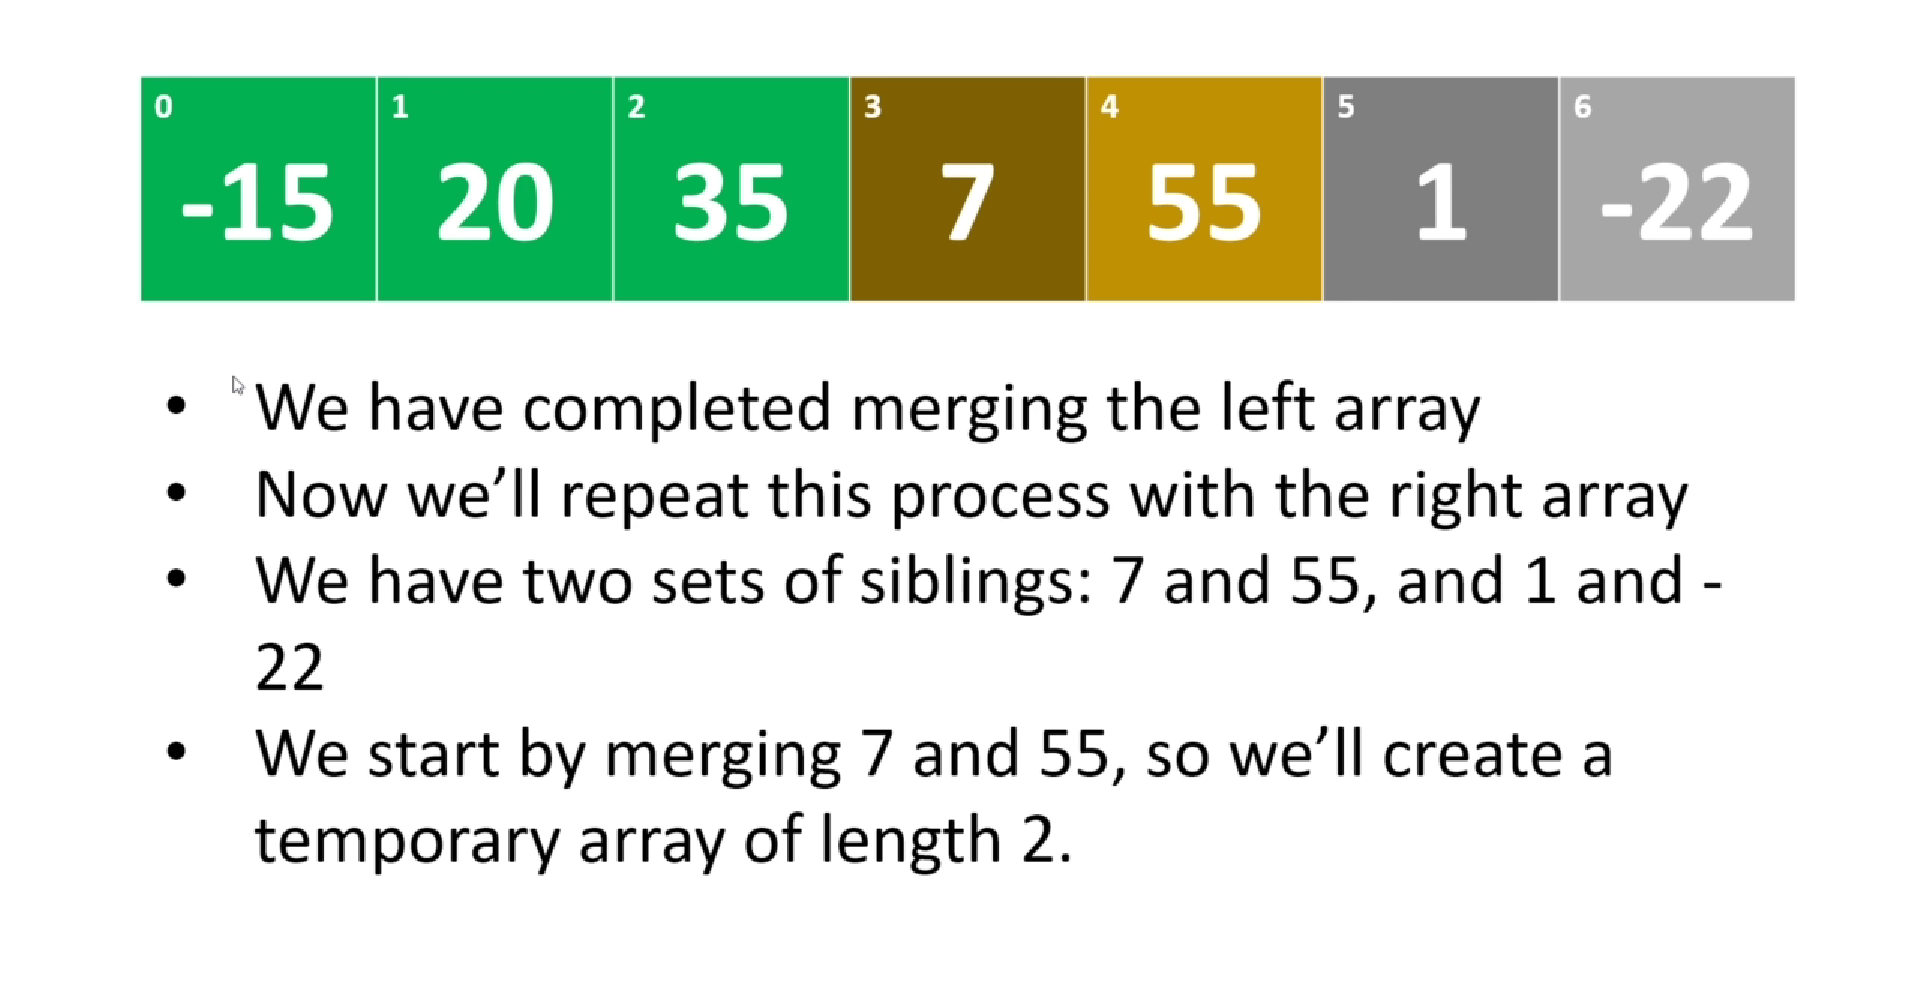 0 1 2 3 4 5 6
-15 20 35 7 55 1 -22
• We have completed merging the left array
• Now we’ll repeat this process with the right array
• We have two sets of siblings: 7 and 55, and 1 and -
22
• We start by merging 7 and 55, so we’ll create a
temporary array of length 2.